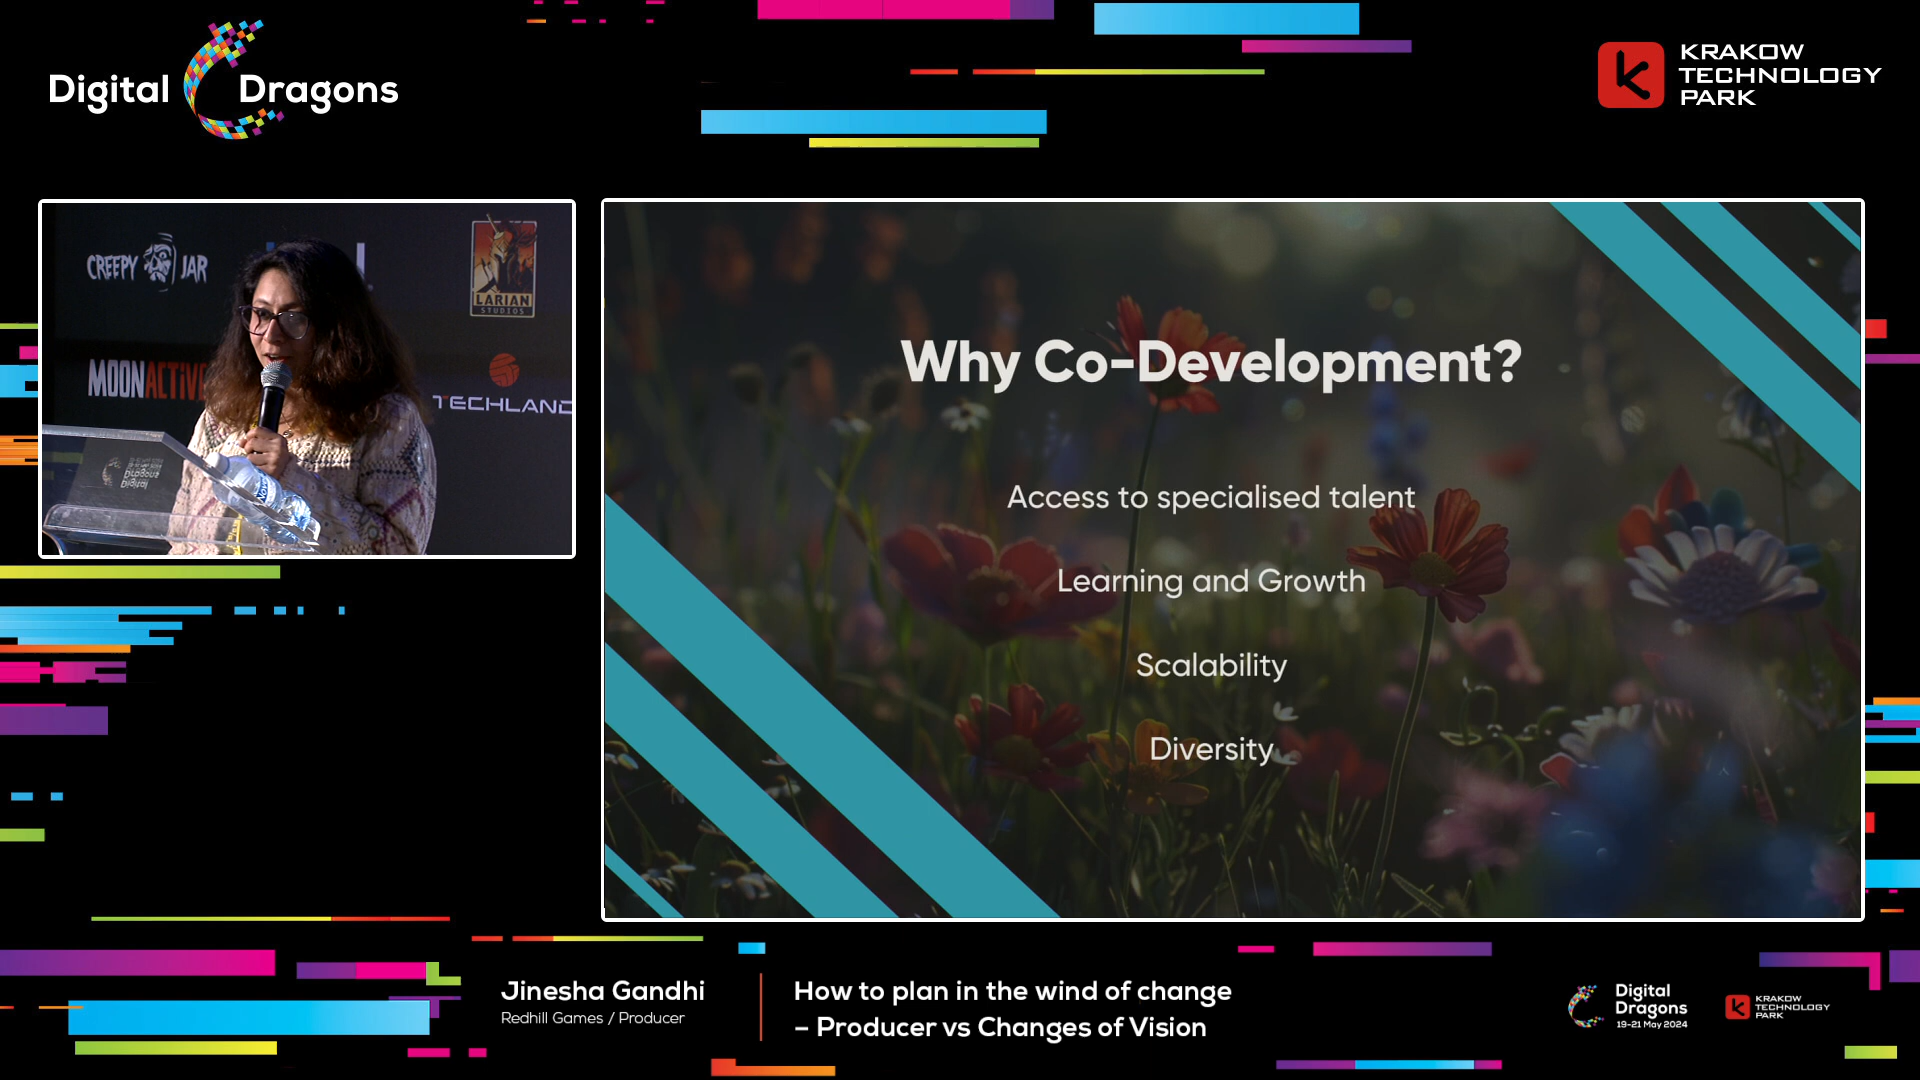 Digital Dragons
KRAKOW
TECHNOLOGY
PARK
CREEPY JAR
LARIAN
STUDIOS
MOON ACTIVE
TECHLAND
Why Co-Development?
Access to specialised talent
Learning and Growth
Scalability
Diversity
Jinesha Gandhi
Redhill Games / Producer
How to plan in the wind of change
– Producer vs Changes of Vision
Digital
Dragons
19-21 May 2024
KRAKOW
TECHNOLOGY
PARK